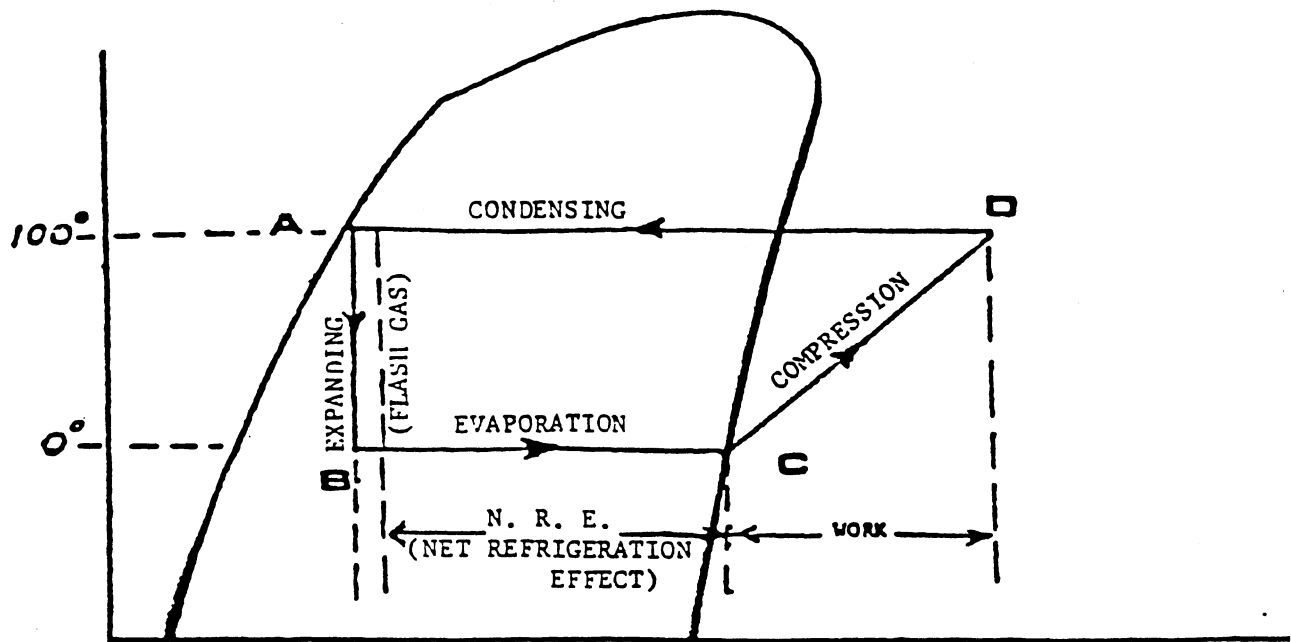 D
CONDENSING
A
100°
EXPANDING
(FLASH GAS)
COMPRESSION
EVAPORATION
0°
B
C
N. R. E.
(NET REFRIGERATION
EFFECT)
WORK